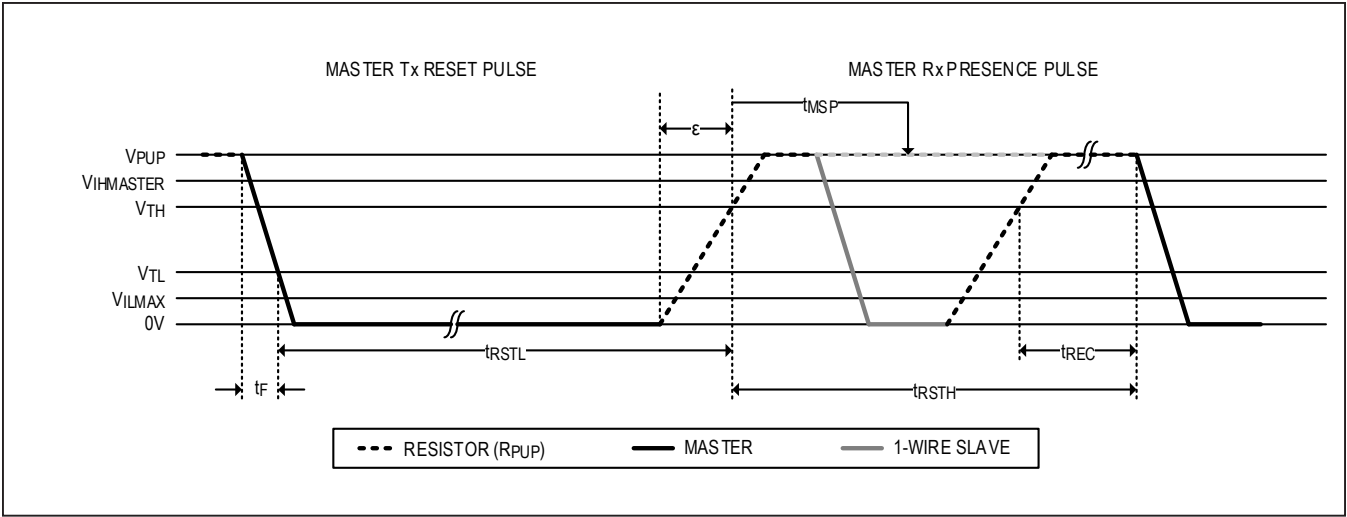 MASTER Tx RESET PULSE
MASTER Rx PRESENCE PULSE
tMSP
ε
VPUP
VIHMASTER
VTH
VTL
VILMAX
0V
tRSTL
tREC
tF
tRSTH
RESISTOR (RPUP)
MASTER
1-WIRE SLAVE